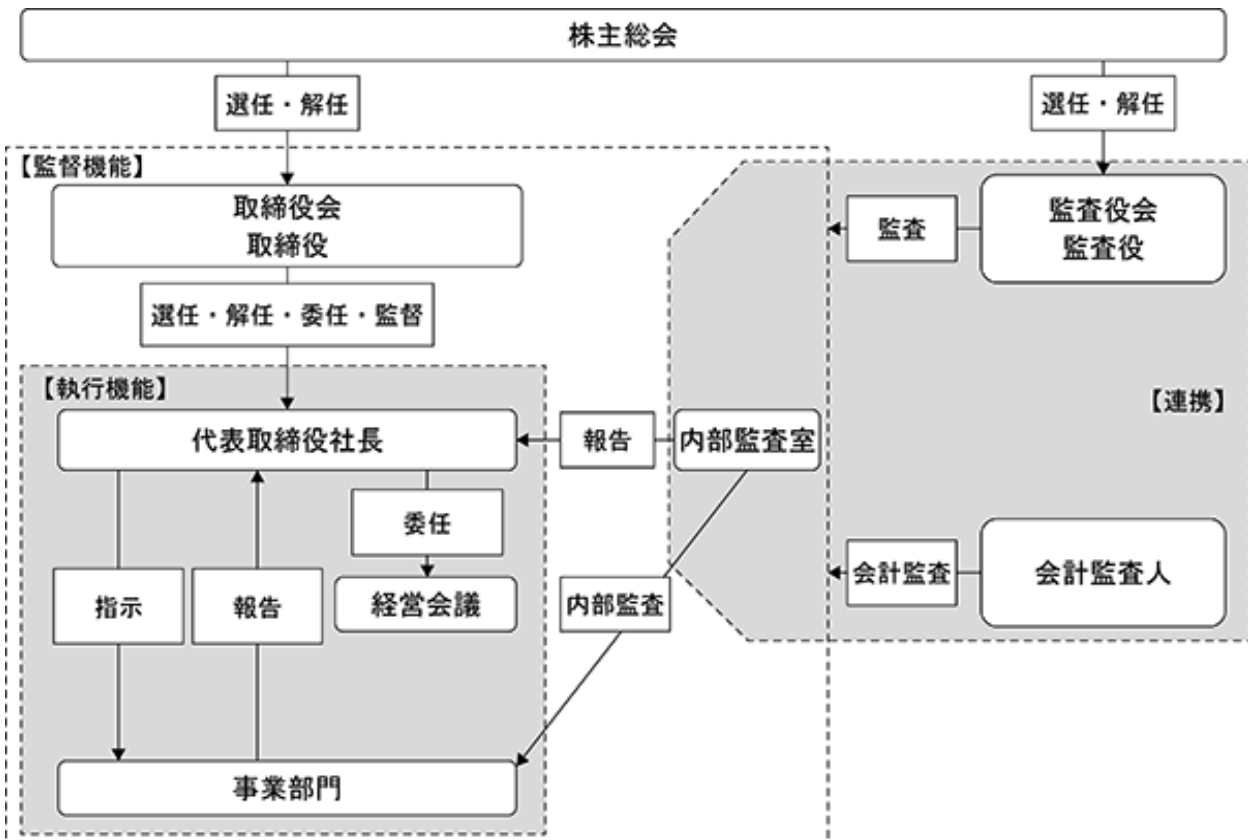 株主総会
選任・解任
選任・解任
【監督機能】
取締役会
取締役
監査
監査役会
監査役
選任・解任・委任・監督
【執行機能】
【連携】
代表取締役社長
報告
内部監査室
委任
指示
報告
経営会議
内部監査
会計監査
会計監査人
事業部門